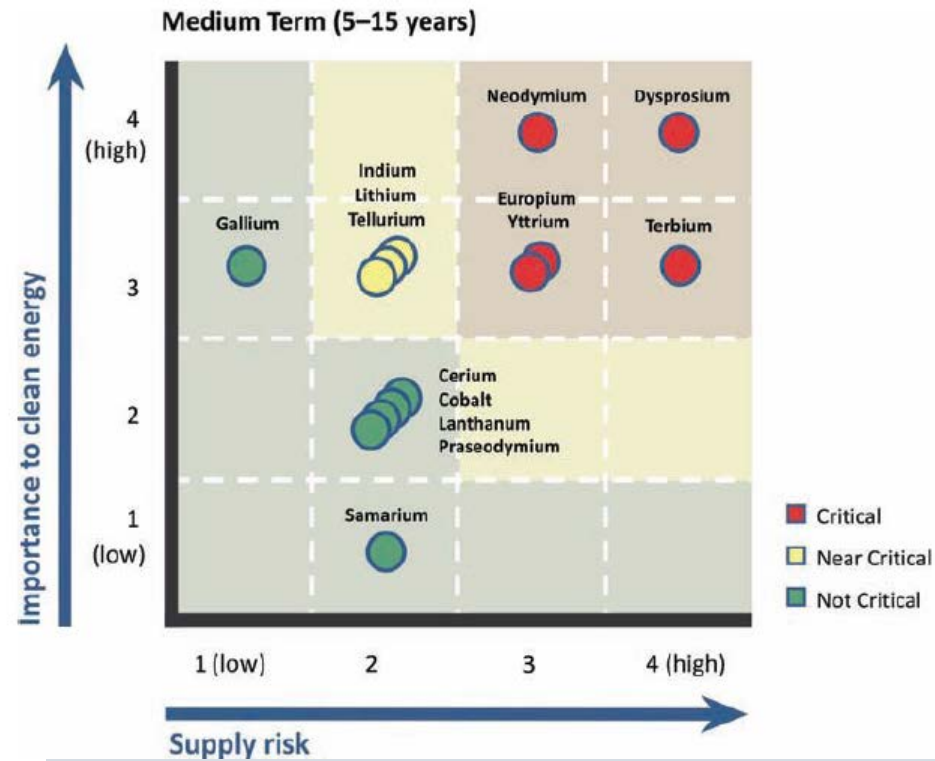 Medium Term (5–15 years)
Importance to clean energy
4
(high)
3
2
1
(low)
Neodymium
Dysprosium
Indium
Lithium
Tellurium
Europium
Yttrium
Gallium
Terbium
Cerium
Cobalt
Lanthanum
Praseodymium
Samarium
Critical
Near Critical
Not Critical
1 (low)
2
3
4 (high)
Supply risk